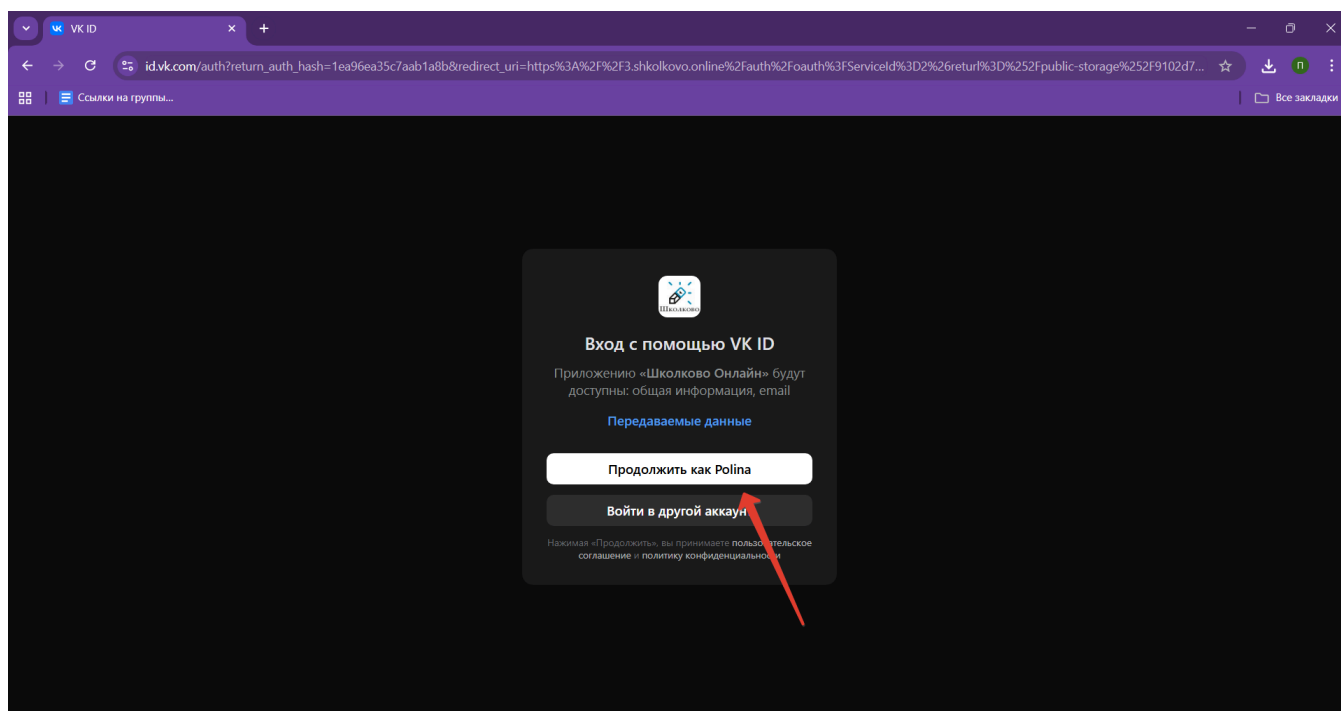 VK ID
id.vk.com/auth?return_auth_hash=1ea96ea35c7aab1a8b&redirect_uri=https%3A%2F%2F3.shkolkovo.online%2Fauth%2Foauth%3FServiceId%3D2%26returl%3D%252Fpublic-storage%252F9102d7...
П
Ссылки на группы...
Все закладки
Школково
Вход с помощью VK ID
Приложению «Школково Онлайн» будут
доступны: общая информация, email
Передаваемые данные
Продолжить как Polina
Войти в другой аккаунт
Нажимая «Продолжить», вы принимаете пользовательское
соглашение и политику конфиденциальности